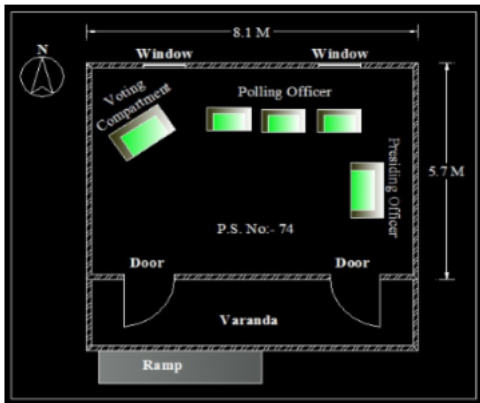 8.1 M
N
Window
Window
Voting
Compartment
Polling Officer
Presiding Officer
5.7 M
P.S. No:- 74
Door
Door
Varanda
Ramp